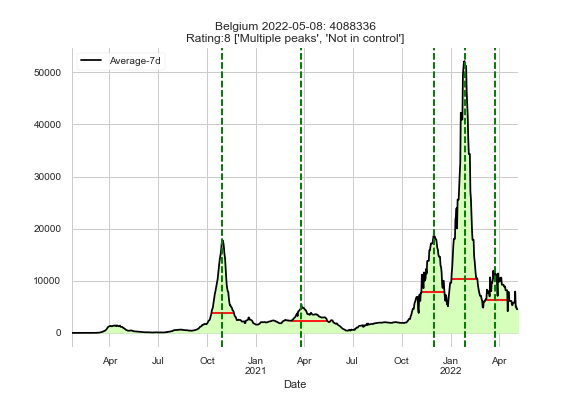 Belgium 2022-05-08: 4088336
Rating:8 ['Multiple peaks', 'Not in control']
Average-7d
50000
40000
30000
20000
10000
0
Apr Jul Oct Jan Apr Jul Oct Jan Apr
2021 2022
Date